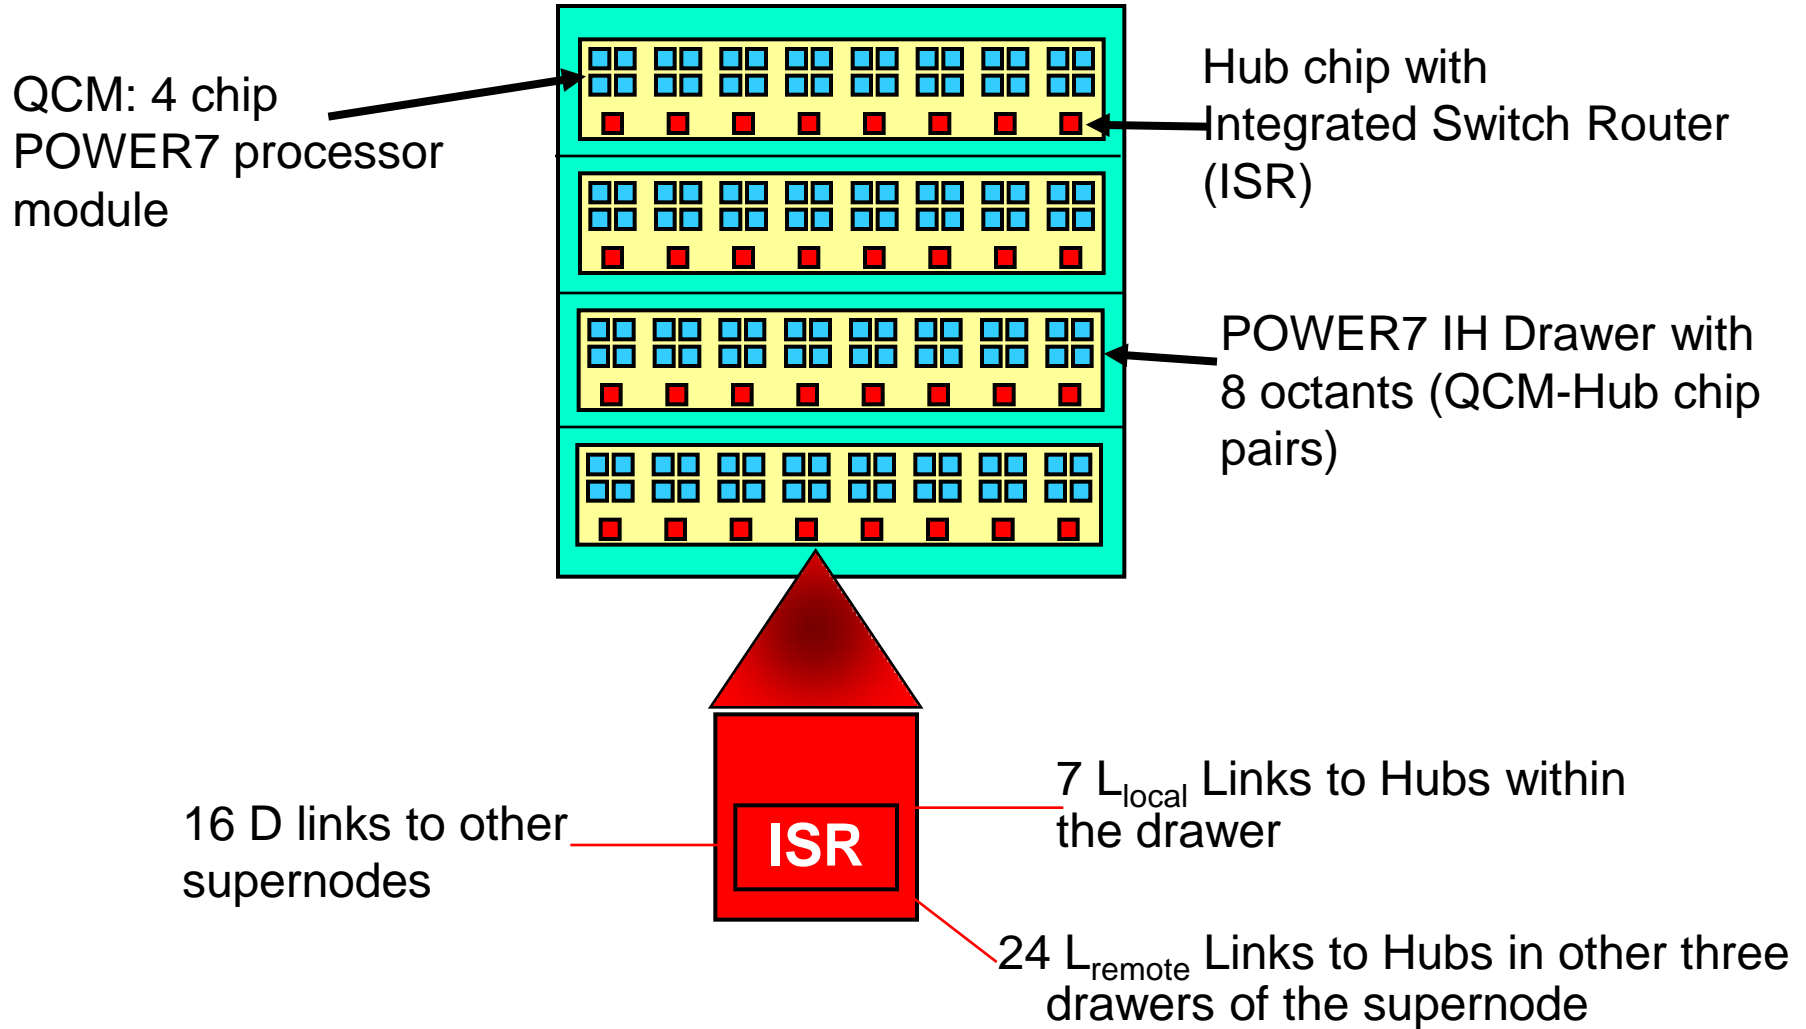 QCM: 4 chip
POWER7 processor
module
Hub chip with
Integrated Switch Router
(ISR)
POWER7 IH Drawer with
8 octants (QCM-Hub chip
pairs)
16 D links to other
supernodes
ISR
7 Llocal Links to Hubs within
the drawer
24 Lremote Links to Hubs in other three
drawers of the supernode